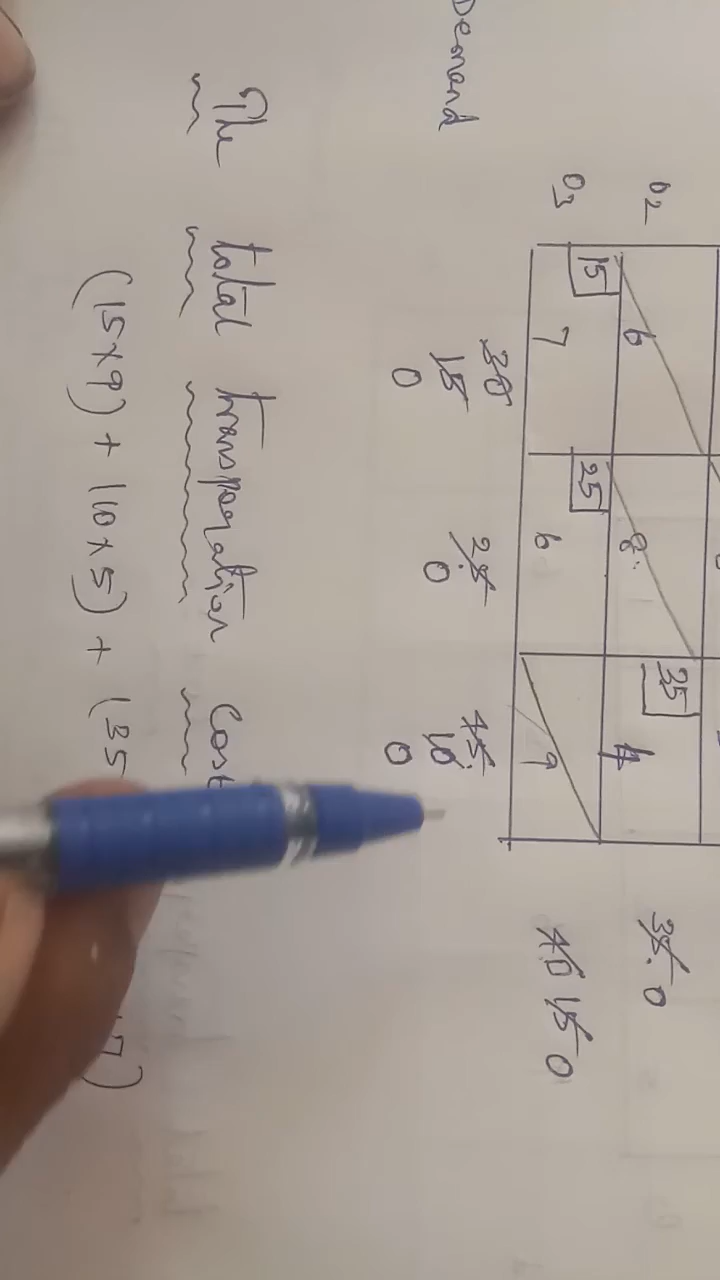 O2 6 8 35 4 35 0
O3 15 7 25 6 9 40 15 0
Demand 30 25 45
15 0 10
0 0
The total transporation Cost
(15×9) + (10×5) + (35 ×7)